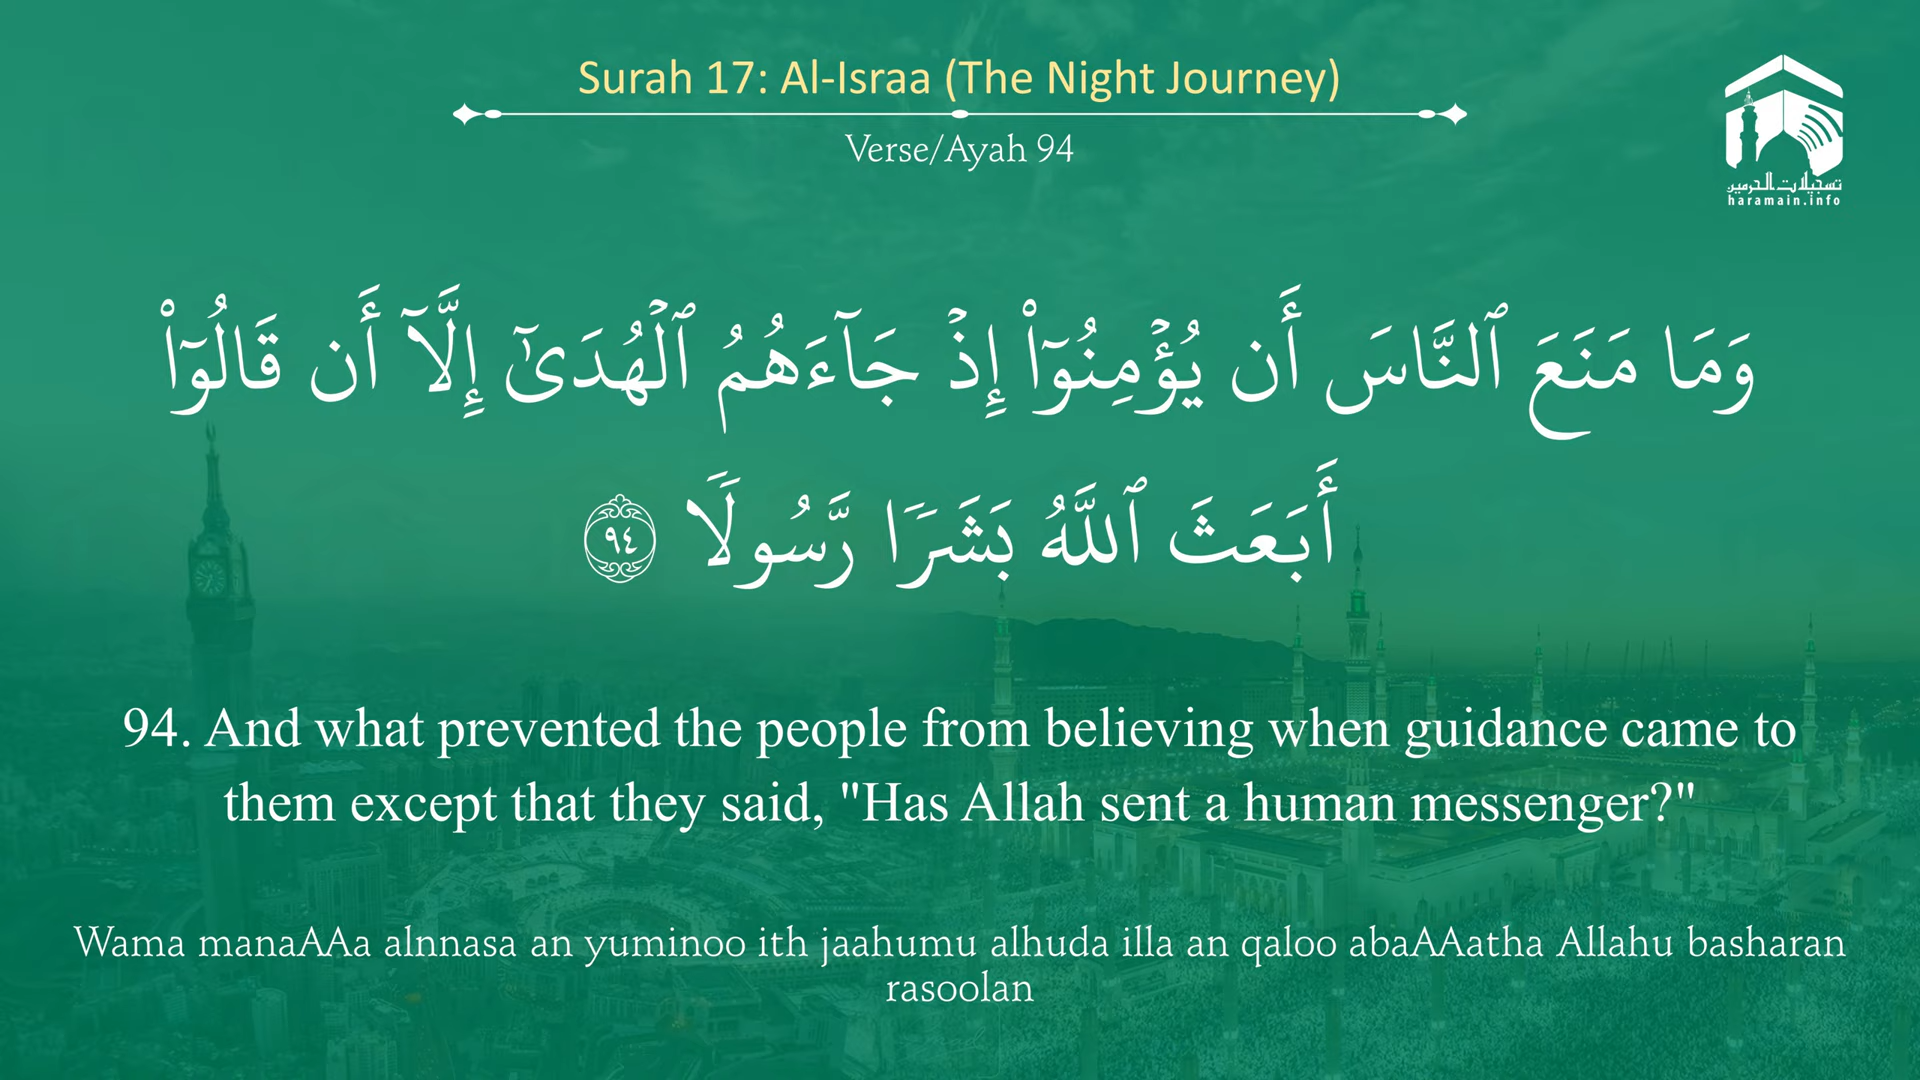 Surah 17: Al-Israa (The Night Journey)
Verse/Ayah 94
تسجيلات الحرمين
haramain.info
وَمَا مَنَعَ ٱلنَّاسَ أَن يُؤۡمِنُوٓاْ إِذۡ جَآءَهُمُ ٱلۡهُدَىٰٓ إِلَّآ أَن قَالُوٓاْ
أَبَعَثَ ٱللَّهُ بَشَرٗا رَّسُولٗا ٩٤
94. And what prevented the people from believing when guidance came to
them except that they said, "Has Allah sent a human messenger?"
Wama manaAAa alnnasa an yuminoo ith jaahumu alhuda illa an qaloo abaAAatha Allahu basharan
rasoolan